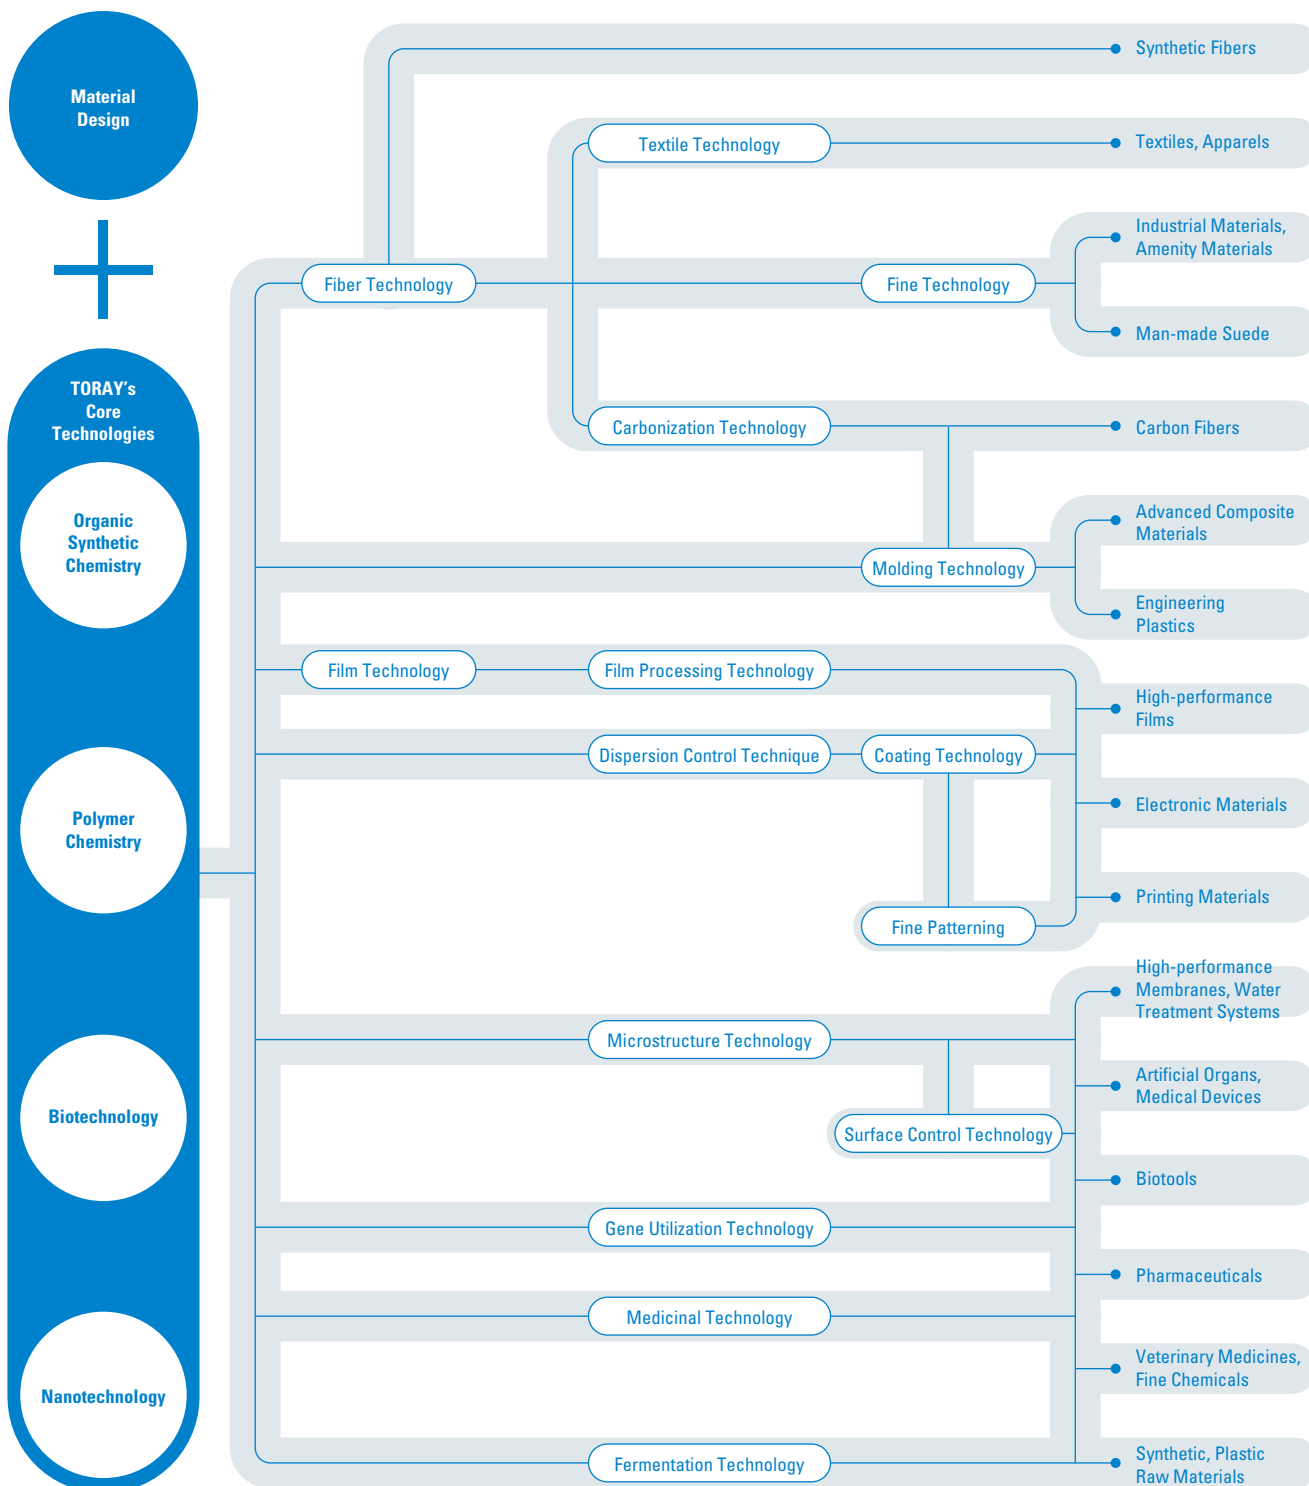 Material
Design
TORAY's
Core
Technologies
Organic
Synthetic
Chemistry
Polymer
Chemistry
Biotechnology
Nanotechnology
Synthetic Fibers
Textile Technology
Textiles, Apparels
Industrial Materials,
Amenity Materials
Fiber Technology
Fine Technology
Man-made Suede
Carbonization Technology
Carbon Fibers
Advanced Composite
Materials
Molding Technology
Engineering
Plastics
Film Technology
Film Processing Technology
High-performance
Films
Dispersion Control Technique
Coating Technology
Electronic Materials
Printing Materials
Fine Patterning
High-performance
Membranes, Water
Treatment Systems
Microstructure Technology
Artificial Organs,
Medical Devices
Surface Control Technology
Biotools
Gene Utilization Technology
Pharmaceuticals
Medicinal Technology
Veterinary Medicines,
Fine Chemicals
Fermentation Technology
Synthetic, Plastic
Raw Materials